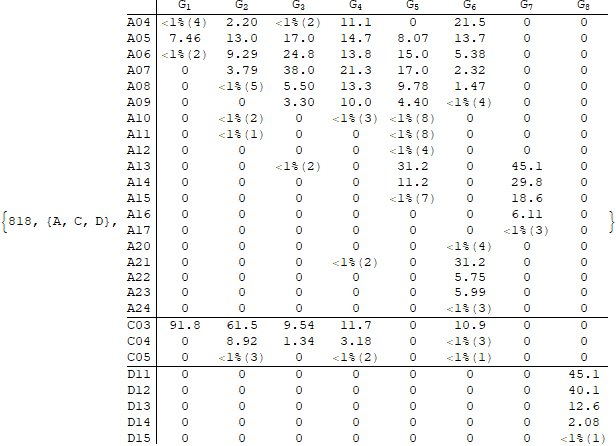 G1 G2 G3 G4 G5 G6 G7 G8
A04 <1%(4) 2.20 <1%(2) 11.1 0 21.5 0 0
A05 7.46 13.0 17.0 14.7 8.07 13.7 0 0
A06 <1%(2) 9.29 24.8 13.8 15.0 5.38 0 0
A07 0 3.79 38.0 21.3 17.0 2.32 0 0
A08 0 <1%(5) 5.50 13.3 9.78 1.47 0 0
A09 0 0 3.30 10.0 4.40 <1%(4) 0 0
A10 0 <1%(2) 0 <1%(3) <1%(8) 0 0 0
A11 0 <1%(1) 0 0 <1%(8) 0 0 0
A12 0 0 0 0 <1%(4) 0 0 0
A13 0 0 <1%(2) 0 31.2 0 45.1 0
A14 0 0 0 0 11.2 0 29.8 0
A15 0 0 0 0 <1%(7) 0 18.6 0
{818, {A, C, D}, A16 0 0 0 0 0 0 6.11 0 }
A17 0 0 0 0 0 0 <1%(3) 0
A20 0 0 0 0 0 <1%(4) 0 0
A21 0 0 0 <1%(2) 0 31.2 0 0
A22 0 0 0 0 0 5.75 0 0
A23 0 0 0 0 0 5.99 0 0
A24 0 0 0 0 0 <1%(3) 0 0
C03 91.8 61.5 9.54 11.7 0 10.9 0 0
C04 0 8.92 1.34 3.18 0 <1%(3) 0 0
C05 0 <1%(3) 0 <1%(2) 0 <1%(1) 0 0
D11 0 0 0 0 0 0 0 45.1
D12 0 0 0 0 0 0 0 40.1
D13 0 0 0 0 0 0 0 12.6
D14 0 0 0 0 0 0 0 2.08
D15 0 0 0 0 0 0 0 <1%(1)